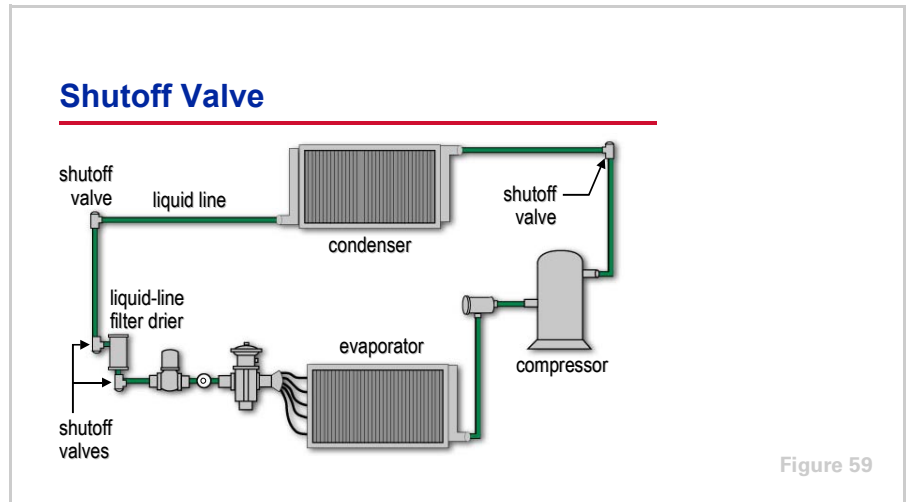 Shutoff Valve
shutoff
valve
liquid line
condenser
shutoff
valve
liquid-line
filter drier
evaporator
compressor
shutoff
valves
Figure 59